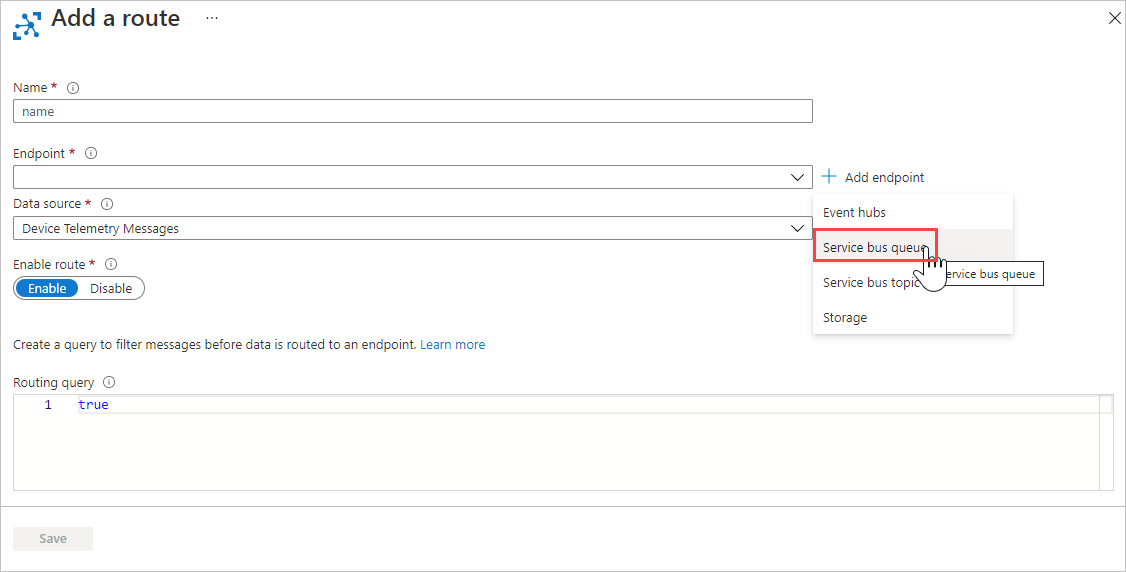 Add a route ...
Name *
name
Endpoint *
Add endpoint
Event hubs
Service bus queue
Service bus queue
Service bus topic
Storage
Data source *
Device Telemetry Messages
Enable route *
Enable Disable
Create a query to filter messages before data is routed to an endpoint. Learn more
Routing query
1 true
Save